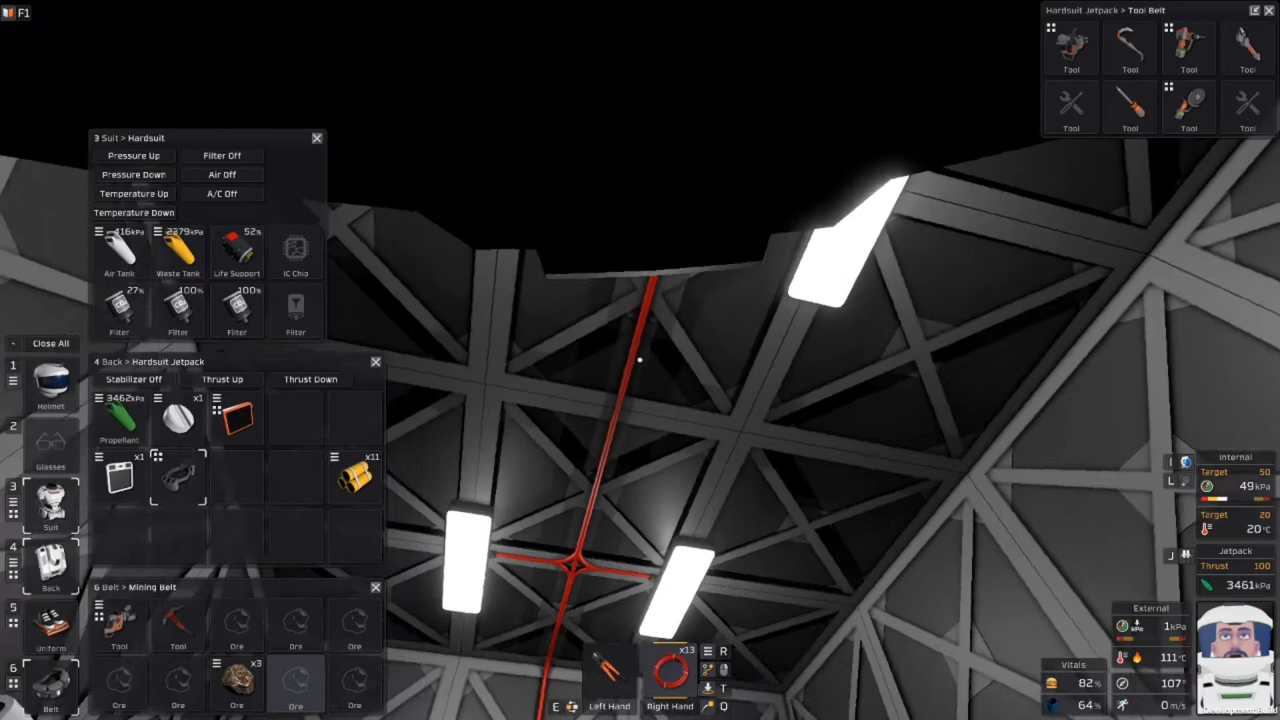 F1
Hardsuit Jetpack > Tool Belt
Tool Tool Tool Tool
Tool Tool Tool Tool
3 Suit > Hardsuit
Pressure Up Filter Off
Pressure Down Air Off
Temperature Up A/C Off
Temperature Down
416kPa 2379kPa 52%
Air Tank Waste Tank Life Support IC Chip
27% 100% 100%
Filter Filter Filter Filter
Close All
4 Back > Hardsuit Jetpack
Stabilizer Off Thrust Up Thrust Down
3462kPa x1
Propellant
x1 x11
6 Belt > Mining Belt
Tool Tool Ore Ore Ore
x3
Ore Ore Ore Ore Ore
1
Helmet
2
Glasses
3
Suit
4
Back
5
Uniform
6
Belt
x13 R
T
E Left Hand Right Hand Q
Internal
Target 50
49kPa
Target 20
20°C
Jetpack
Thrust 100
3461kPa
I
L
J
External
1kPa
111°C
107°
0m/s
Vitals
82%
64%